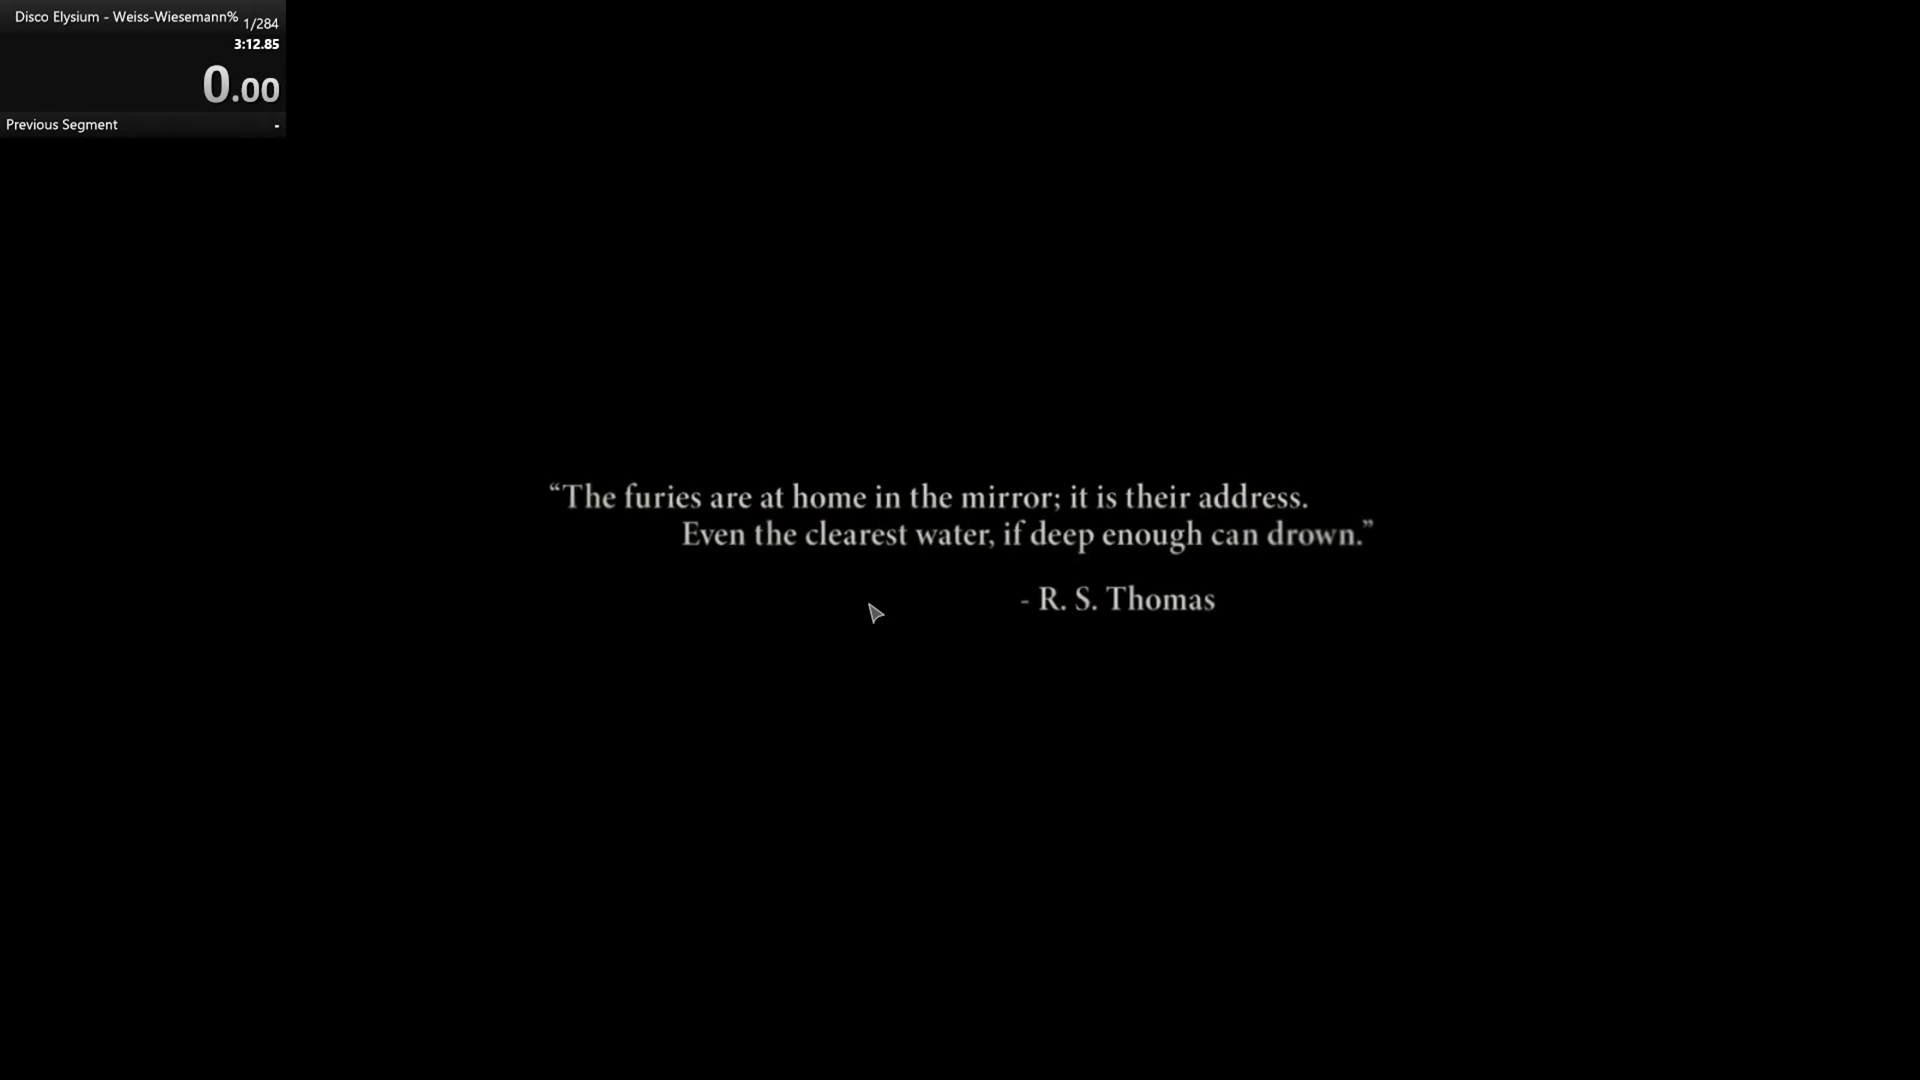 Disco Elysium - Weiss-Wiesemann% 1/284
3:12.85
0.00
Previous Segment -
“The furies are at home in the mirror; it is their address.
Even the clearest water, if deep enough can drown.”
- R. S. Thomas